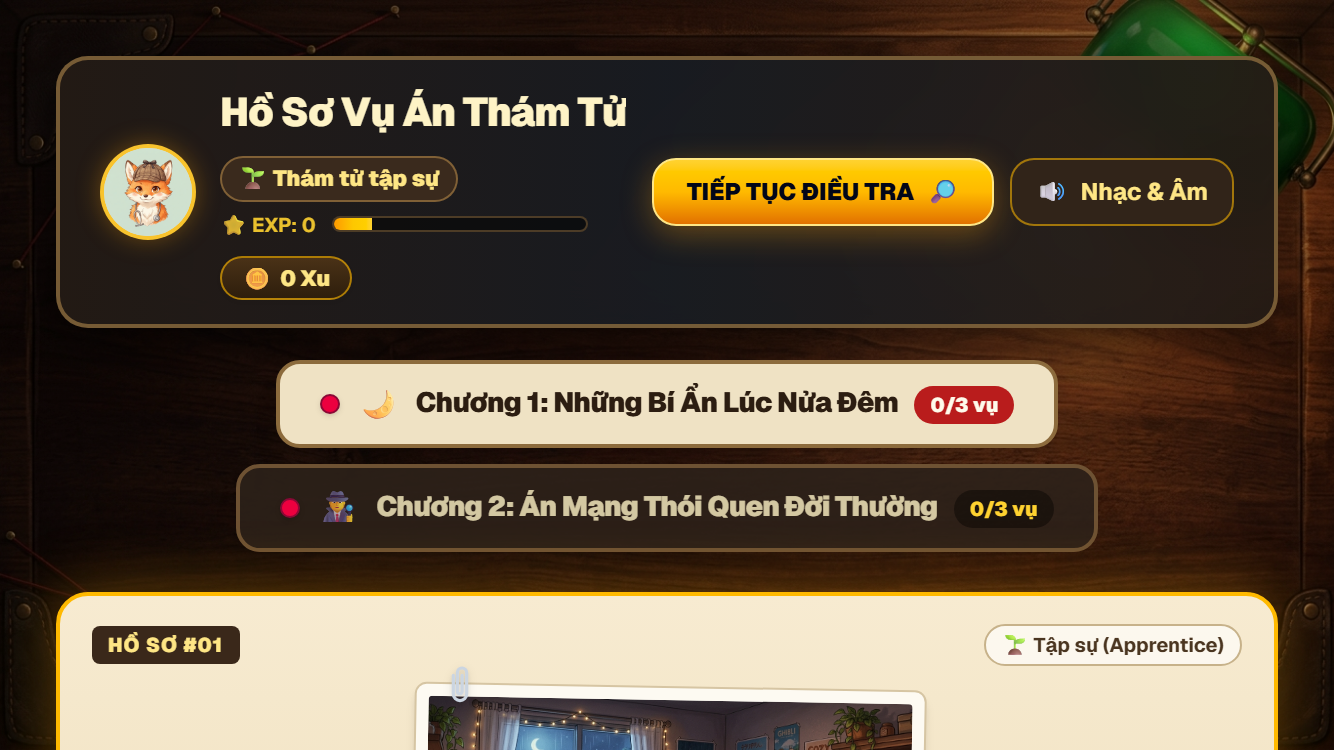 Hồ Sơ Vụ Án Thám Tử
Thám tử tập sự
EXP: 0
0 Xu
TIẾP TỤC ĐIỀU TRA
Nhạc & Âm
Chương 1: Những Bí Ẩn Lúc Nửa Đêm 0/3 vụ
Chương 2: Án Mạng Thói Quen Đời Thường 0/3 vụ
HỒ SƠ #01
Tập sự (Apprentice)